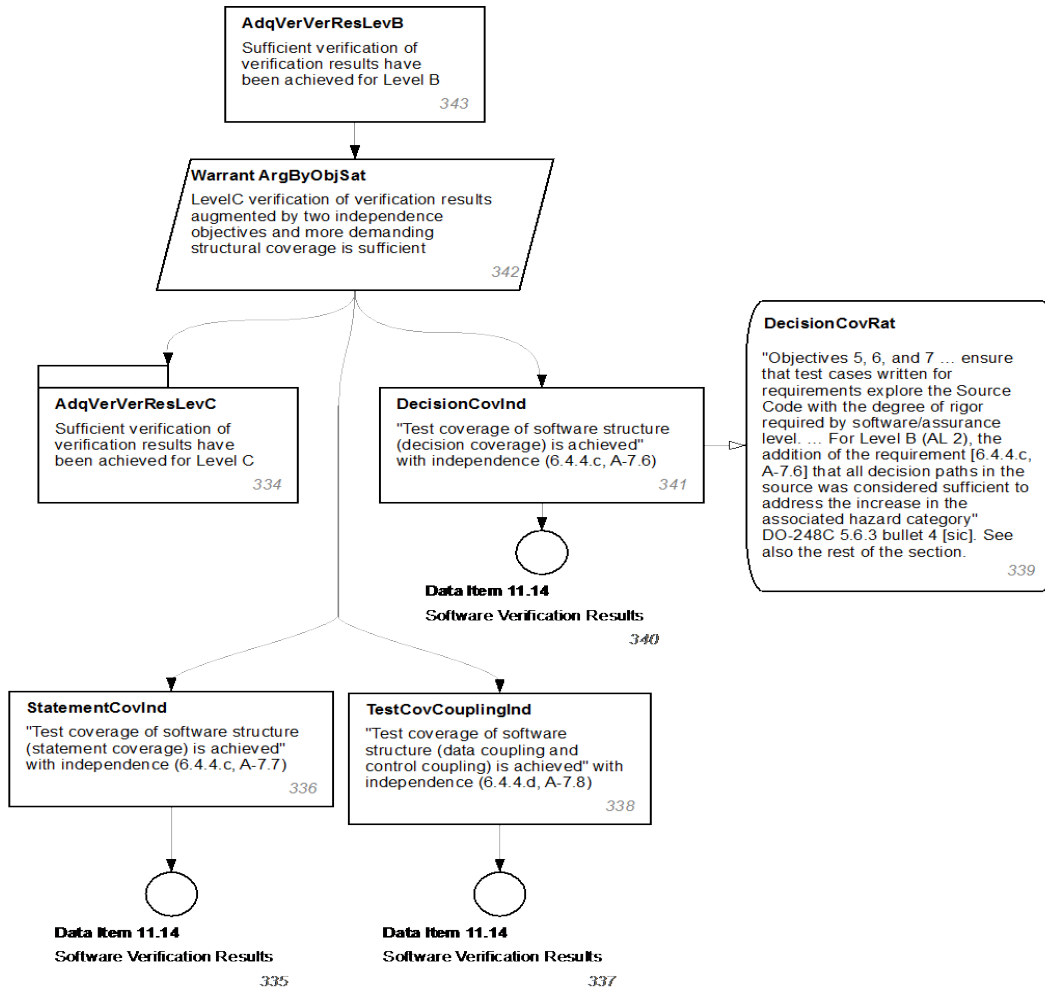 AdqVerVerResLevB
Sufficient verification of
verification results have
been achieved for Level B
343
Warrant ArgByObjSat
LevelC verification of verification results
augmented by two independence
objectives and more demanding
structural coverage is sufficient
342
AdqVerVerResLevC
Sufficient verification of
verification results have
been achieved for Level C
334
DecisionCovInd
"Test coverage of software structure
(decision coverage) is achieved"
with independence (6.4.4.c, A-7.6)
341
DecisionCovRat
"Objectives 5, 6, and 7 ... ensure
that test cases written for
requirements explore the Source
Code with the degree of rigor
required by software/assurance
level. ... For Level B (AL 2), the
addition of the requirement [6.4.4.c,
A-7.6] that all decision paths in the
source was considered sufficient to
address the increase in the
associated hazard category"
DO-248C 5.6.3 bullet 4 [sic]. See
also the rest of the section.
339
Data Item 11.14
Software Verification Results
340
StatementCovInd
"Test coverage of software structure
(statement coverage) is achieved"
with independence (6.4.4.c, A-7.7)
336
TestCovCouplingInd
"Test coverage of software
structure (data coupling and
control coupling) is achieved" with
independence (6.4.4.d, A-7.8)
338
Data Item 11.14
Software Verification Results
335
Data Item 11.14
Software Verification Results
337